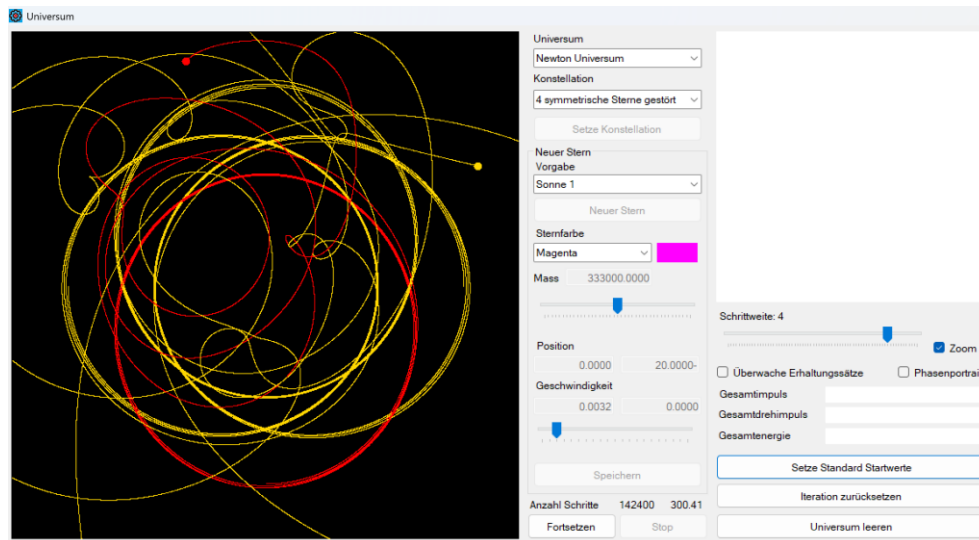 Universum
Universum
Newton Universum
Konstellation
4 symmetrische Sterne gestört
Setze Konstellation
Neuer Stern
Vorgabe
Sonne 1
Neuer Stern
Sternfarbe
Magenta
Mass 333000.0000
Position
0.0000 20.0000-
Geschwindigkeit
0.0032 0.0000
Speichern
Anzahl Schritte 142400 300.41
Fortsetzen Stop
Schrittweite: 4
Zoom
Überwache Erhaltungssätze Phasenportrai
Gesamtimpuls
Gesamtdrehimpuls
Gesamtenergie
Setze Standard Startwerte
Iteration zurücksetzen
Universum leeren